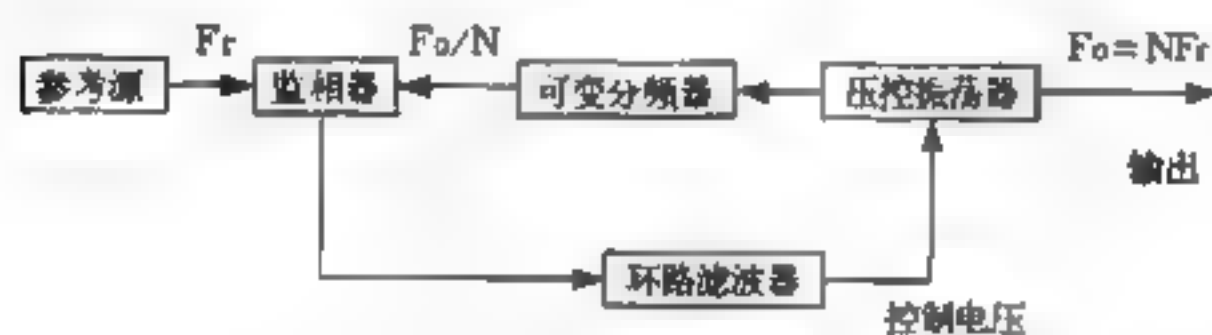 Fr
Fo/N
Fo=NFr
参考源
监相器
可变分频器
压控振荡器
输出
环路滤波器
控制电压